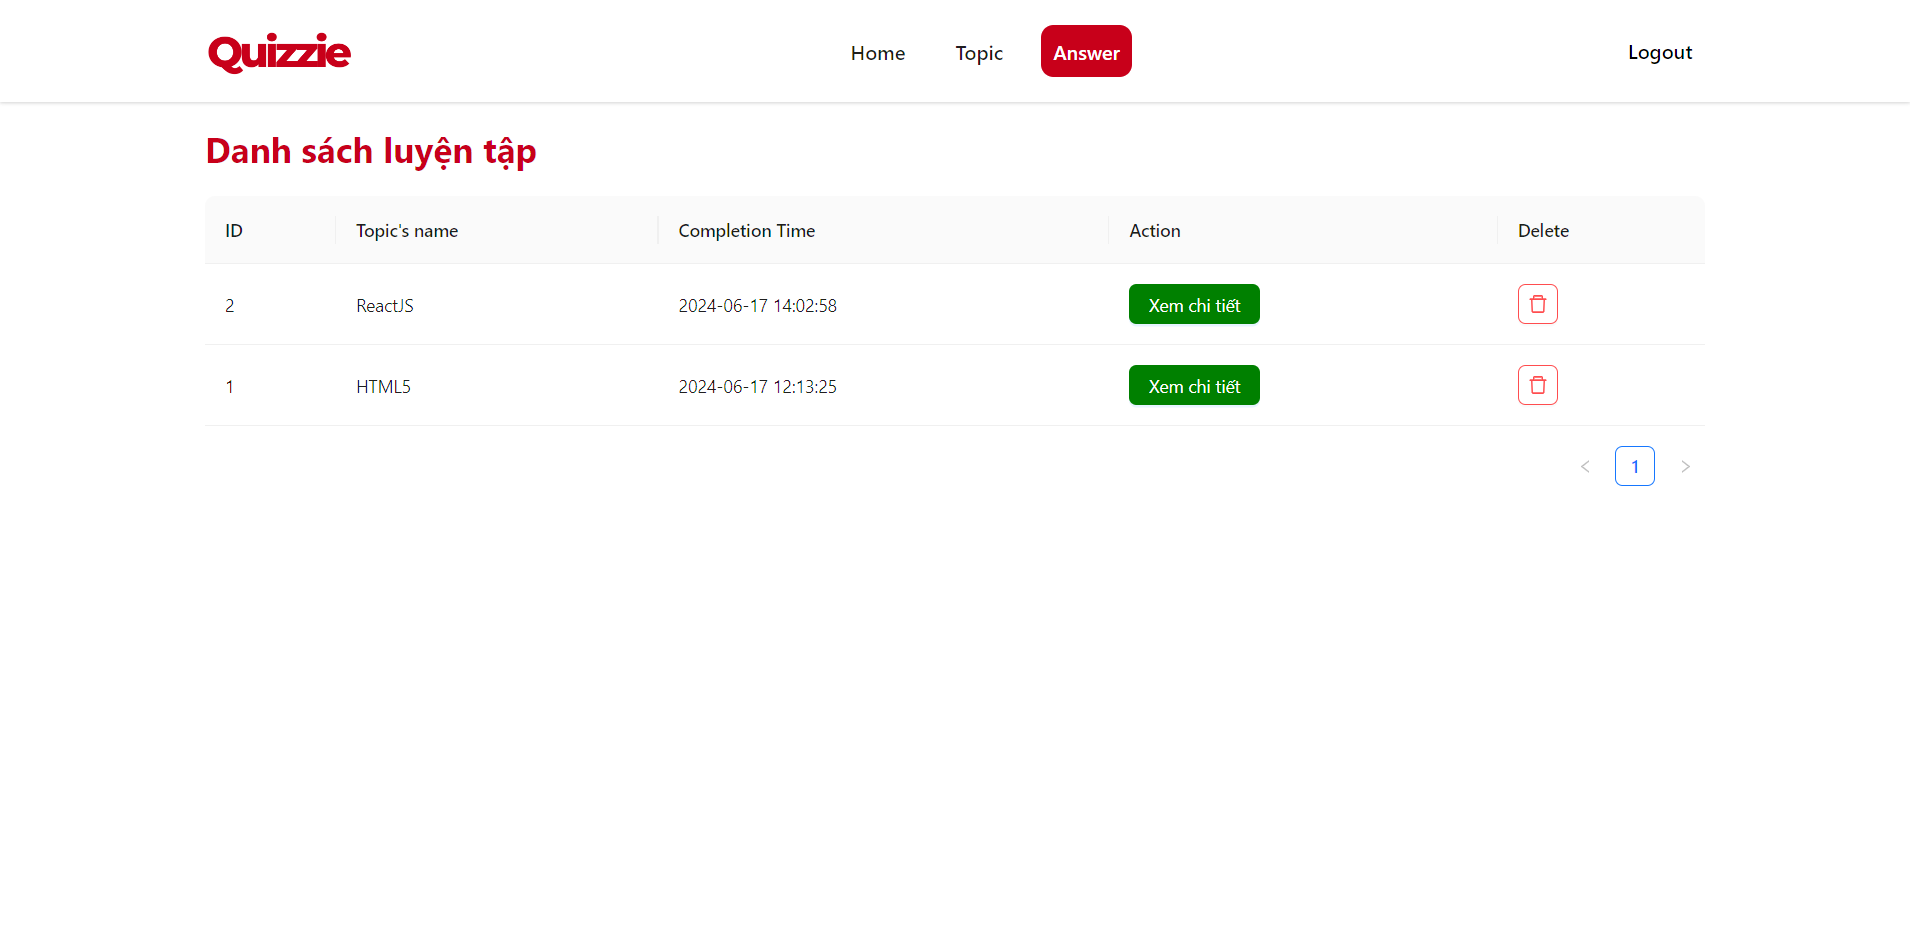 Quizzie
Home Topic Answer
Logout
Danh sách luyện tập
ID Topic's name Completion Time Action Delete
2 ReactJS 2024-06-17 14:02:58 Xem chi tiết
1 HTML5 2024-06-17 12:13:25 Xem chi tiết
< 1 >